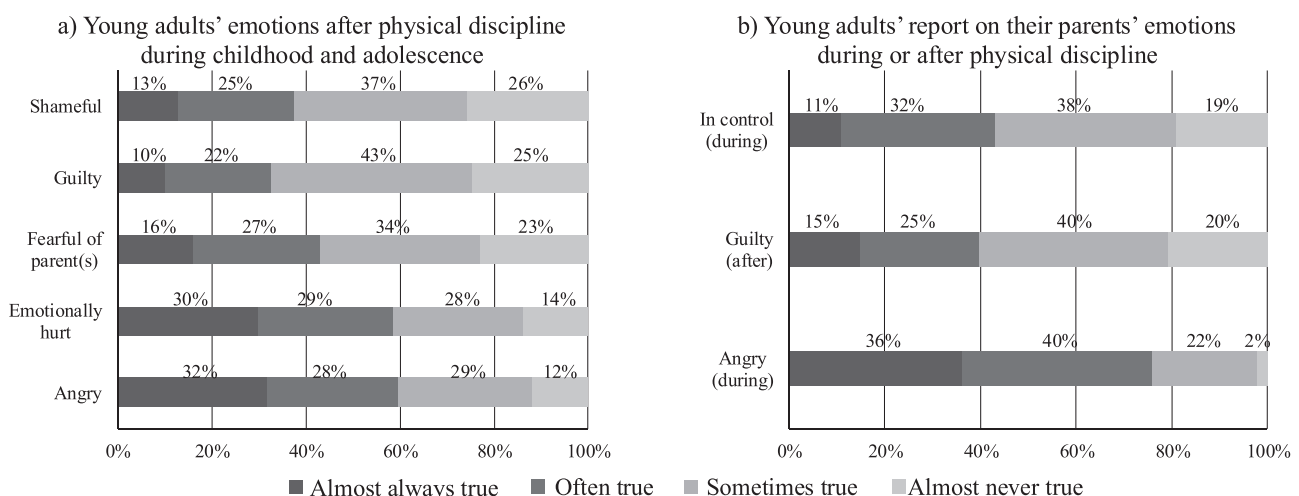 a) Young adults’ emotions after physical discipline
during childhood and adolescence
13% 25% 37% 26%
Shameful
10% 22% 43% 25%
Guilty
16% 27% 34% 23%
Fearful of
parent(s)
30% 29% 28% 14%
Emotionally
hurt
32% 28% 29% 12%
Angry
0% 20% 40% 60% 80% 100%
b) Young adults’ report on their parents’ emotions
during or after physical discipline
11% 32% 38% 19%
In control
(during)
15% 25% 40% 20%
Guilty
(after)
36% 40% 22% 2%
Angry
(during)
0% 20% 40% 60% 80% 100%
Almost always true Often true Sometimes true Almost never true